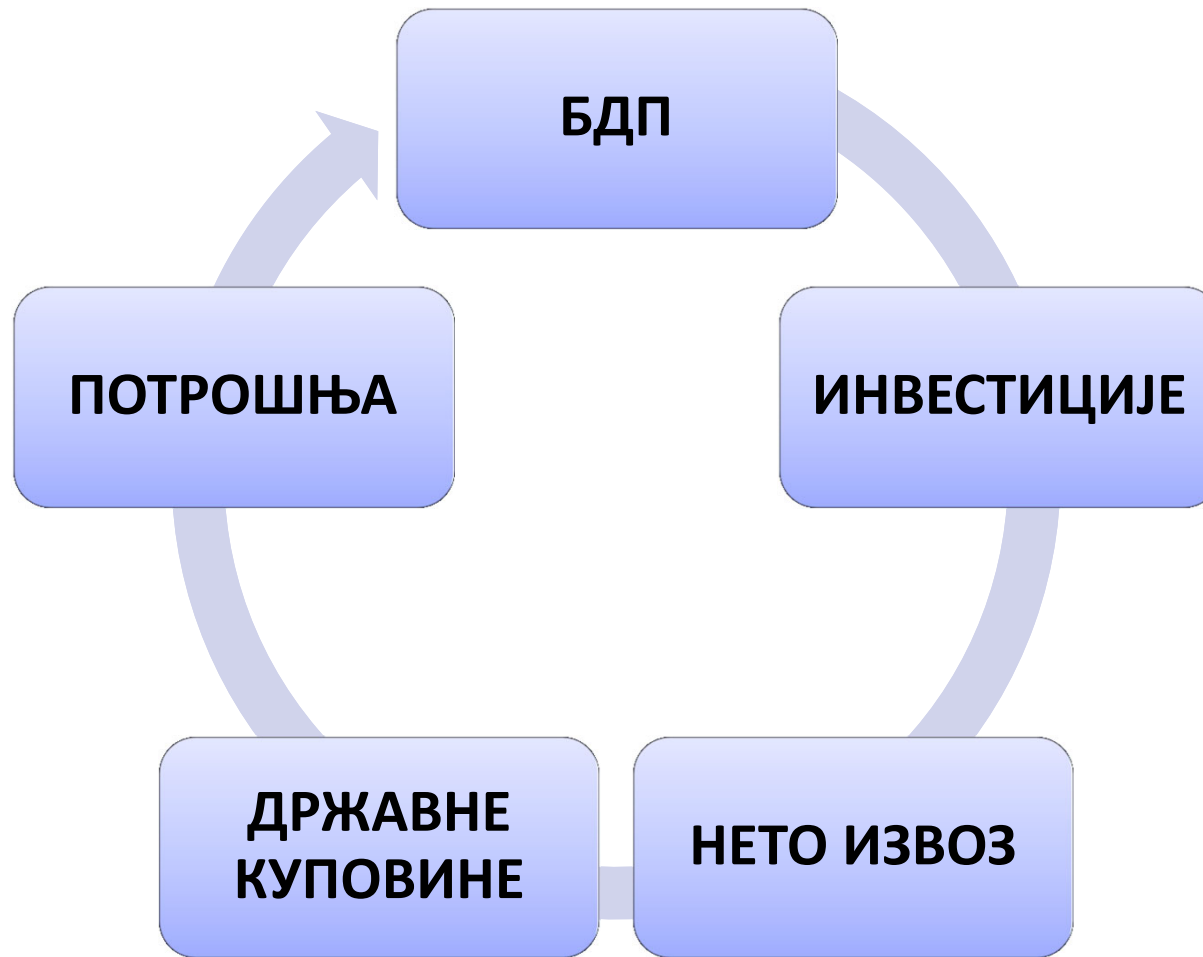 БДП
ПОТРОШЊА
ИНВЕСТИЦИЈЕ
ДРЖАВНЕ
КУПОВИНЕ
НЕТО ИЗВОЗ